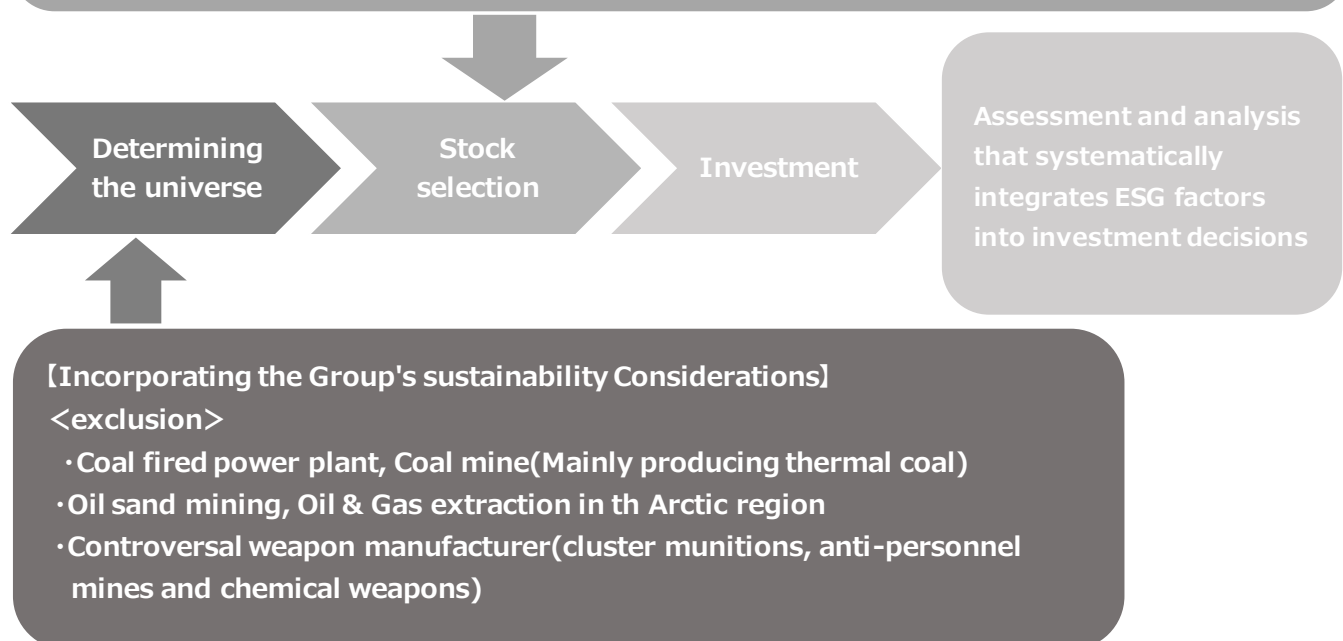 Determining
the universe
Stock
selection
Investment
Assessment and analysis
that systematically
integrates ESG factors
into investment decisions
【Incorporating the Group's sustainability Considerations】
<exclusion>
・Coal fired power plant, Coal mine(Mainly producing thermal coal)
・Oil sand mining, Oil & Gas extraction in th Arctic region
・Controversal weapon manufacturer(cluster munitions, anti-personnel
mines and chemical weapons)